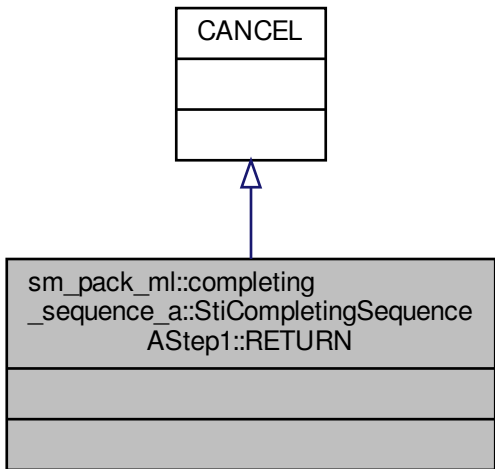 CANCEL
sm_pack_ml::completing
_sequence_a::StiCompletingSequence
AStep1::RETURN